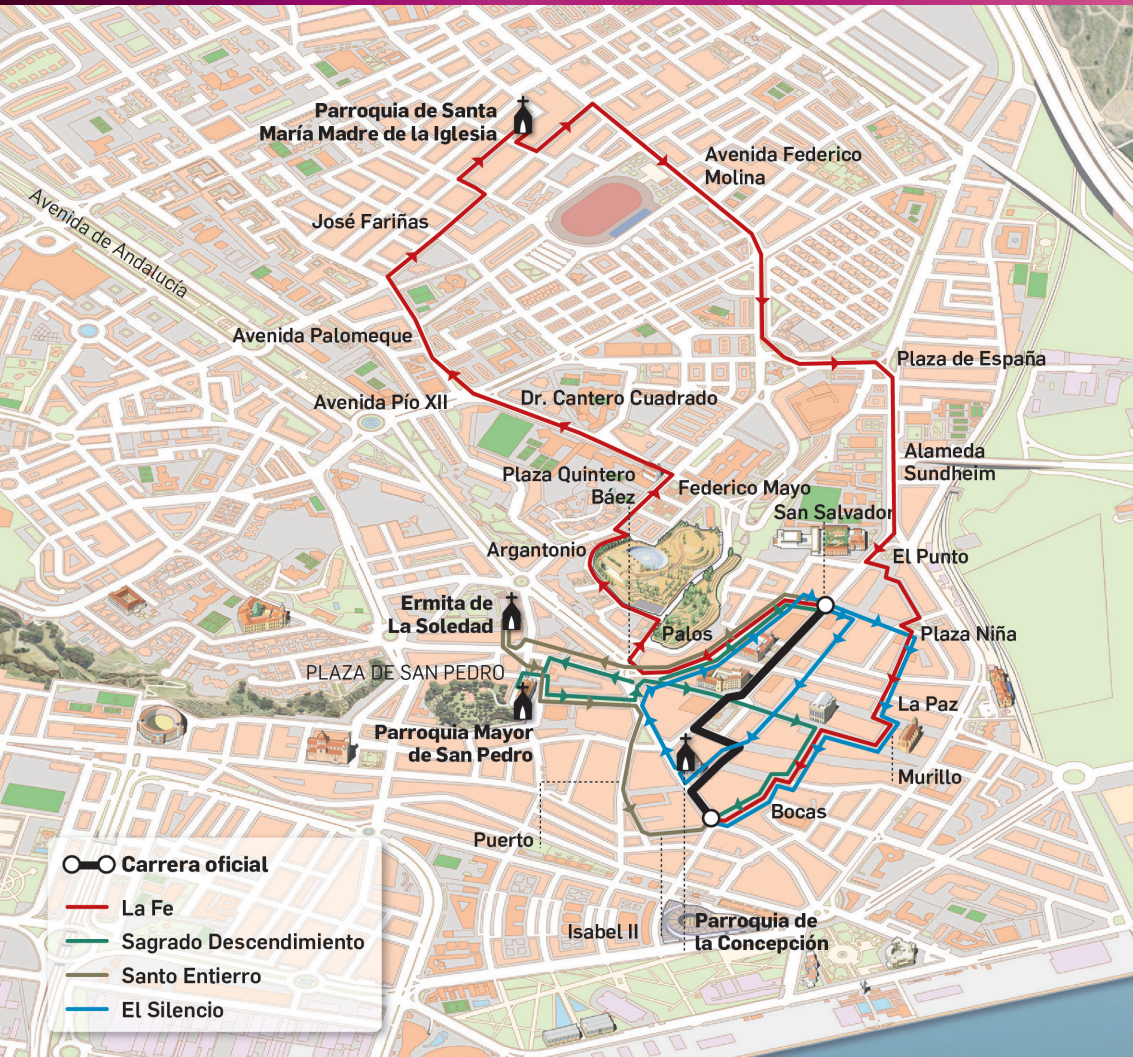 Parroquia de Santa
María Madre de la Iglesia
Avenida Federico
Molina
José Fariñas
Avenida de Andalucía
Avenida Palomeque
Plaza de España
Avenida Pío XII
Dr. Cantero Cuadrado
Alameda
Sundheim
Plaza Quintero
Báez
Federico Mayo
San Salvador
Argantonio
El Punto
Ermita de
La Soledad
Palos
Plaza Niña
PLAZA DE SAN PEDRO
La Paz
Parroquia Mayor
de San Pedro
Murillo
Bocas
Puerto
Carrera oficial
La Fe
Sagrado Descendimiento
Santo Entierro
El Silencio
Isabel II
Parroquia de
la Concepción